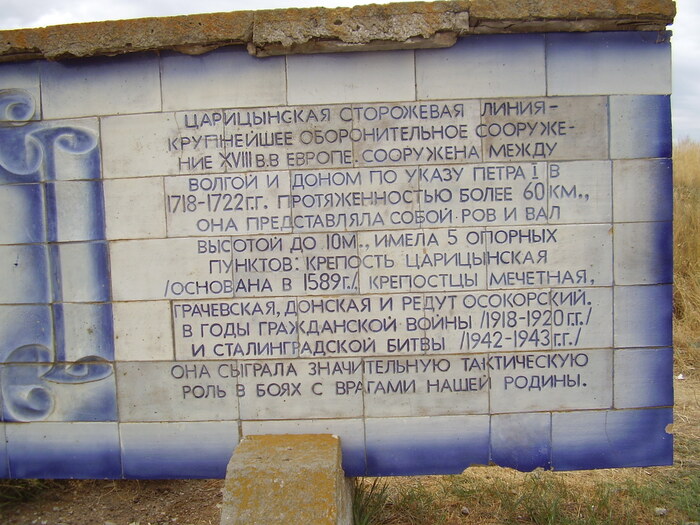 ЦАРИЦЫНСКАЯ СТОРОЖЕВАЯ ЛИНИЯ-
КРУПНЕЙШЕЕ ОБОРОНИТЕЛЬНОЕ СООРУЖЕ-
НИЕ XVIII В.В ЕВРОПЕ. СООРУЖЕНА МЕЖДУ
ВОЛГОЙ И ДОНОМ ПО УКАЗУ ПЕТРА I В
1718-1722 Г.Г. ПРОТЯЖЕННОСТЬЮ БОЛЕЕ 60 КМ.,
ОНА ПРЕДСТАВЛЯЛА СОБОЙ РОВ И ВАЛ
ВЫСОТОЙ ДО 10М., ИМЕЛА 5 ОПОРНЫХ
ПУНКТОВ: КРЕПОСТЬ ЦАРИЦЫНСКАЯ
/ОСНОВАНА В 1589г./ КРЕПОСТЦЫ МЕЧЕТНАЯ,
ГРАЧЕВСКАЯ, ДОНСКАЯ И РЕДУТ ОСОКОРСКИЙ.
В ГОДЫ ГРАЖДАНСКОЙ ВОЙНЫ /1918-1920 г.г./
И СТАЛИНГРАДСКОЙ БИТВЫ /1942-1943 г.г./
ОНА СЫГРАЛА ЗНАЧИТЕЛЬНУЮ ТАКТИЧЕСКУЮ
РОЛЬ В БОЯХ С ВРАГАМИ НАШЕЙ РОДИНЫ.